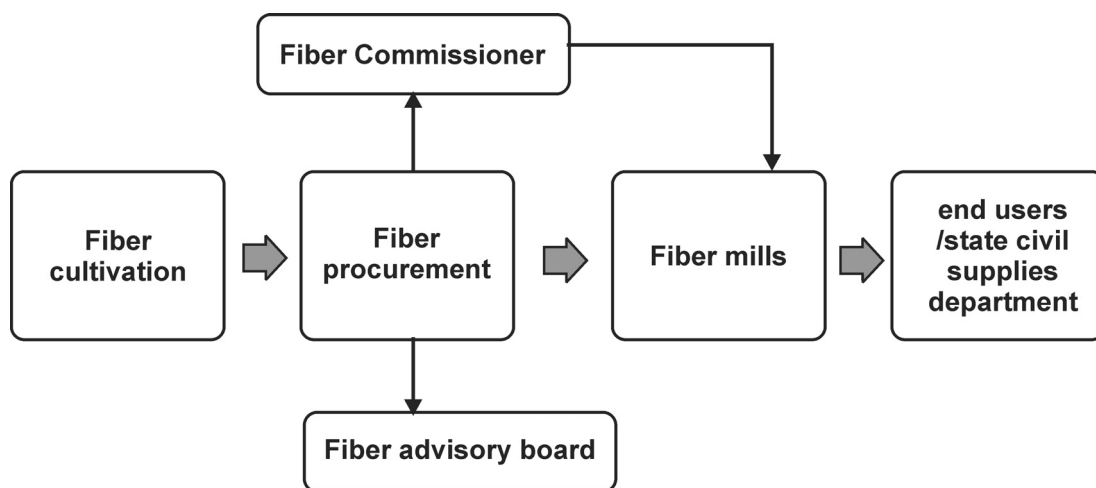 Fiber Commissioner
Fiber
cultivation
Fiber
procurement
Fiber mills
end users
/state civil
supplies
department
Fiber advisory board